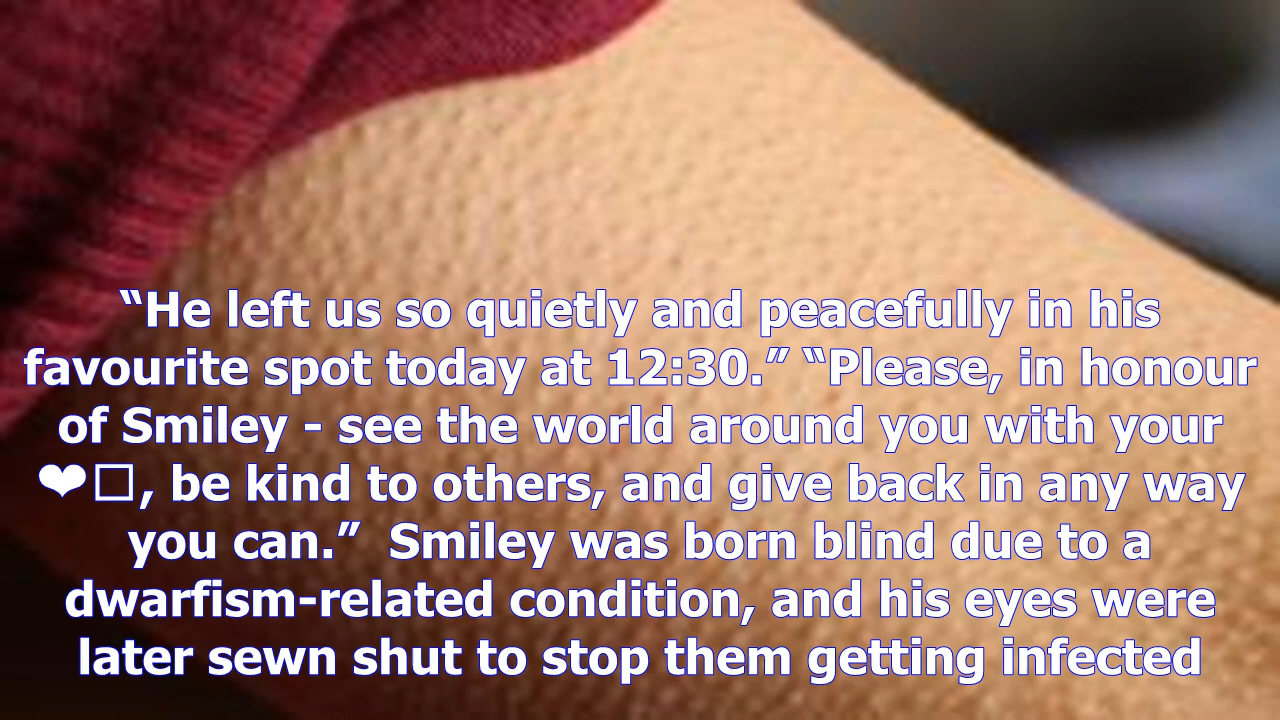 “He left us so quietly and peacefully in his
favourite spot today at 12:30.” “Please, in honour
of Smiley - see the world around you with your
❤□, be kind to others, and give back in any way
you can.”  Smiley was born blind due to a
dwarfism-related condition, and his eyes were
later sewn shut to stop them getting infected